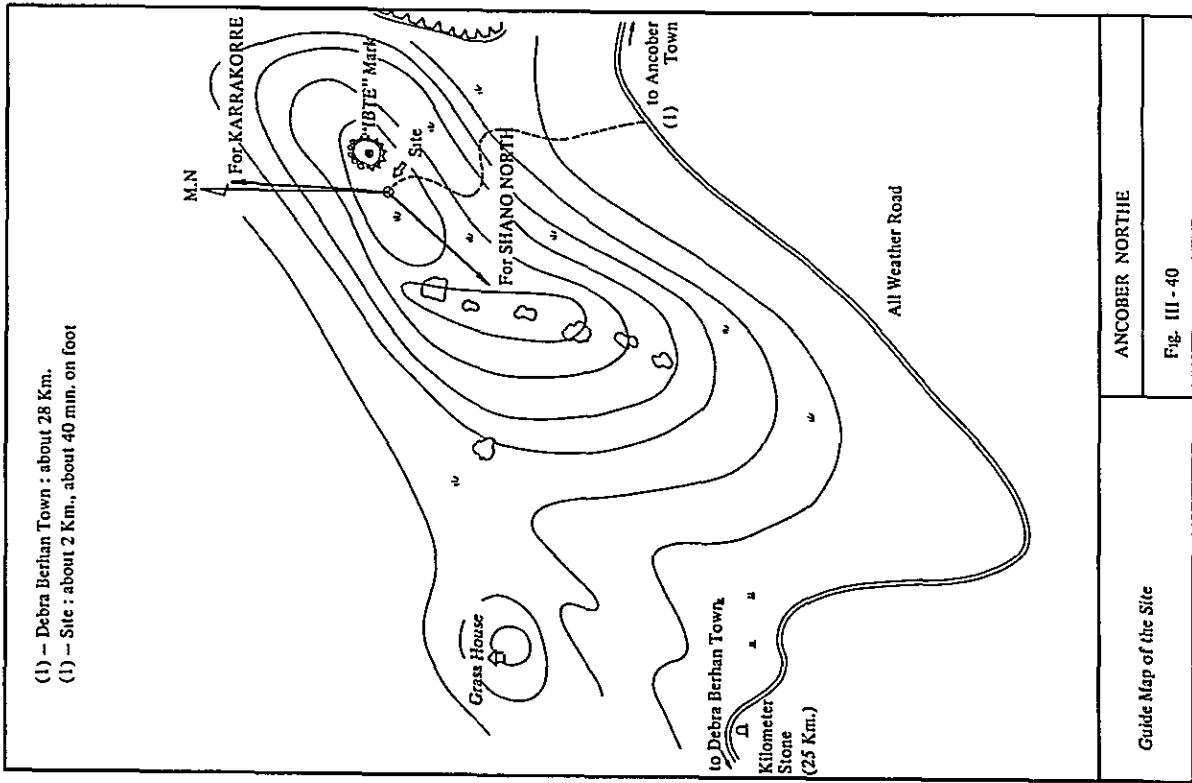 (1) – Debra Berhan Town : about 28 Km.
(1) – Site : about 2 Km., about 40 min. on foot
M.N
For KARRAKORRE
"IBTE" Mark
Site
For SHANO NORTH
to Ancober
Town
(1)
Grass House
to Debra Berhan Town
Kilometer
Stone
(25 Km.)
All Weather Road
Guide Map of the Site
ANCOBER NORTHE
Fig. III - 40